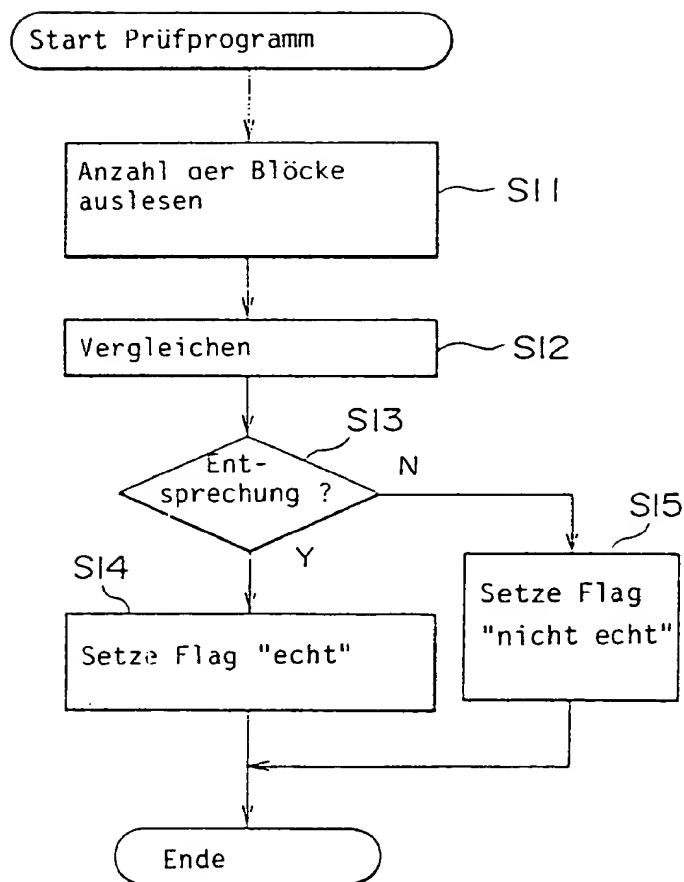 Start Prüfprogramm
Anzahl der Blöcke
auslesen
S11
Vergleichen
S12
S13
Ent-
sprechung ?
N
Y
S14
Setze Flag "echt"
S15
Setze Flag
"nicht echt"
Ende